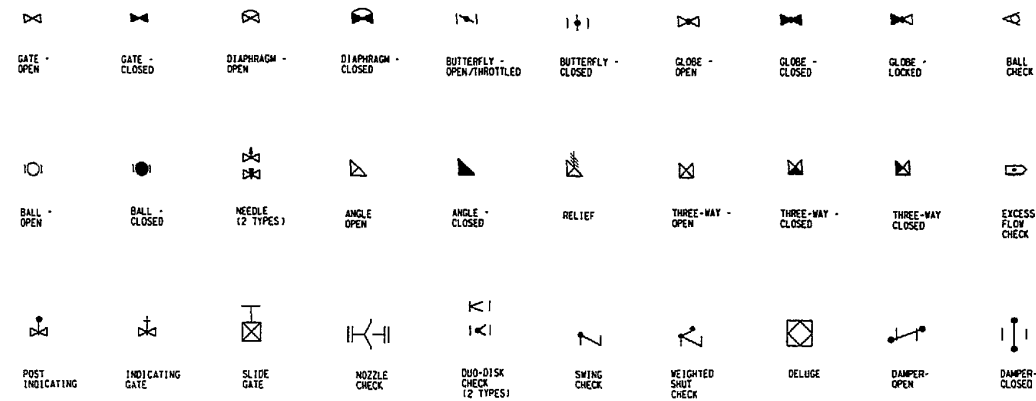 GATE -
OPEN
GATE -
CLOSED
DIAPHRAGM -
OPEN
DIAPHRAGM -
CLOSED
BUTTERFLY -
OPEN/THROTTLED
BUTTERFLY -
CLOSED
GLOBE -
OPEN
GLOBE -
CLOSED
GLOBE -
LOCKED
BALL
CHECK
BALL -
OPEN
BALL -
CLOSED
NEEDLE
(2 TYPES)
ANGLE
OPEN
ANGLE -
CLOSED
RELIEF
THREE-WAY -
OPEN
THREE-WAY -
CLOSED
THREE-WAY
CLOSED
EXCESS
FLOW
CHECK
POST
INDICATING
INDICATING
GATE
SLIDE
GATE
NOZZLE
CHECK
DUO-DISK
CHECK
(2 TYPES)
SWING
CHECK
WEIGHTED
SHUT
CHECK
DELUGE
DAMPER-
OPEN
DAMPER-
CLOSED